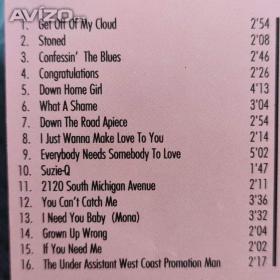 Avízo
1. Get Off Of My Cloud 2'54
2. Stoned 2'08
3. Confessin' The Blues 2'46
4. Congratulations 2'26
5. Down Home Girl 4'13
6. What A Shame 3'04
7. Down The Road Apiece 2'54
8. I Just Wanna Make Love To You 2'14
9. Everybody Needs Somebody To Love 5'02
10. Suzie-Q 1'47
11. 2120 South Michigan Avenue 2'11
12. You Can't Catch Me 3'36
13. I Need You Baby (Mona) 3'32
14. Grown Up Wrong 2'04
15. If You Need Me 2'02
16. The Under Assistant West Coast Promotion Man 2'17